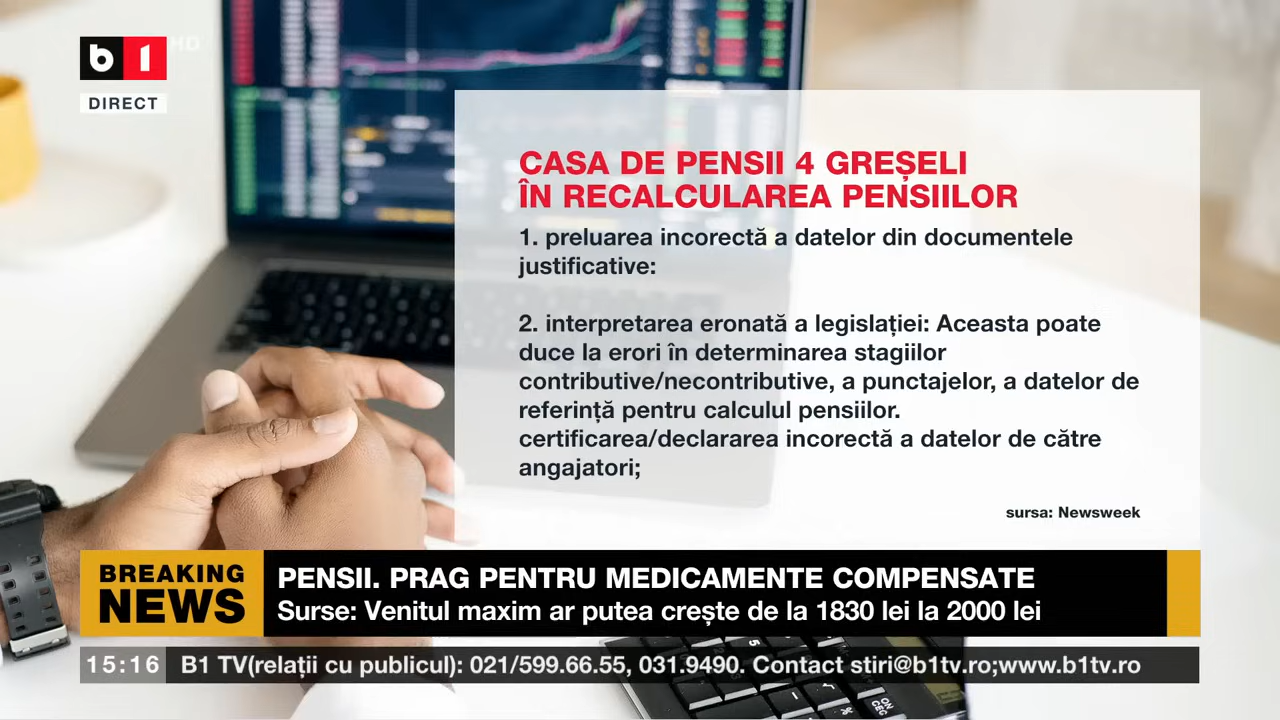 b1
HD
DIRECT
CASA DE PENSII 4 GREȘELI
ÎN RECALCULAREA PENSIILOR
1. preluarea incorectă a datelor din documentele
justificative:
2. interpretarea eronată a legislației: Aceasta poate
duce la erori în determinarea stagiilor
contributive/necontributive, a punctajelor, a datelor de
referință pentru calculul pensiilor.
certificarea/declararea incorectă a datelor de către
angajatori;
sursa: Newsweek
BREAKING
NEWS
PENSII. PRAG PENTRU MEDICAMENTE COMPENSATE
Surse: Venitul maxim ar putea crește de la 1830 lei la 2000 lei
15:16 B1 TV(relații cu publicul): 021/599.66.55, 031.9490. Contact stiri@b1tv.ro;www.b1tv.ro
ON
CE/C